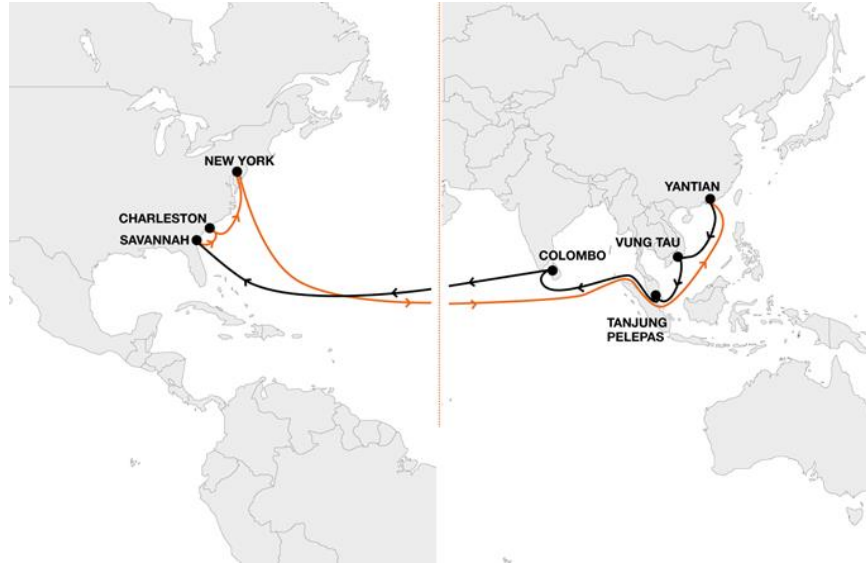 NEW YORK
CHARLESTON
SAVANNAH
YANTIAN
VUNG TAU
COLOMBO
TANJUNG
PELEPAS